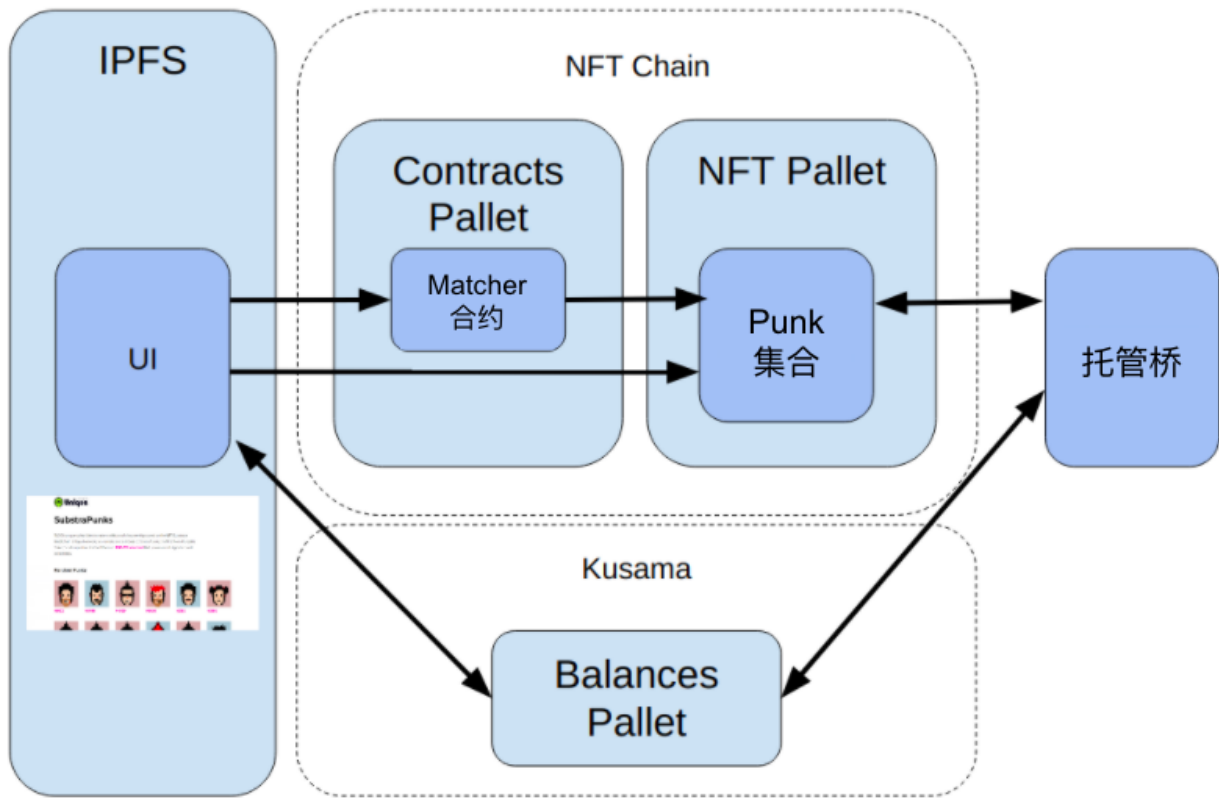 IPFS
NFT Chain
Contracts
Pallet
NFT Pallet
UI
Matcher
合约
Punk
集合
托管桥
Unique
SubstraPunks
Kusama
Balances
Pallet